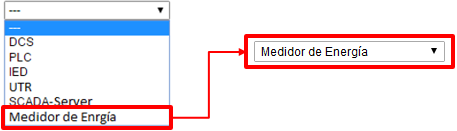 ---
---
DCS
PLC
IED
UTR
SCADA-Server
Medidor de Enrgía
Medidor de Energía